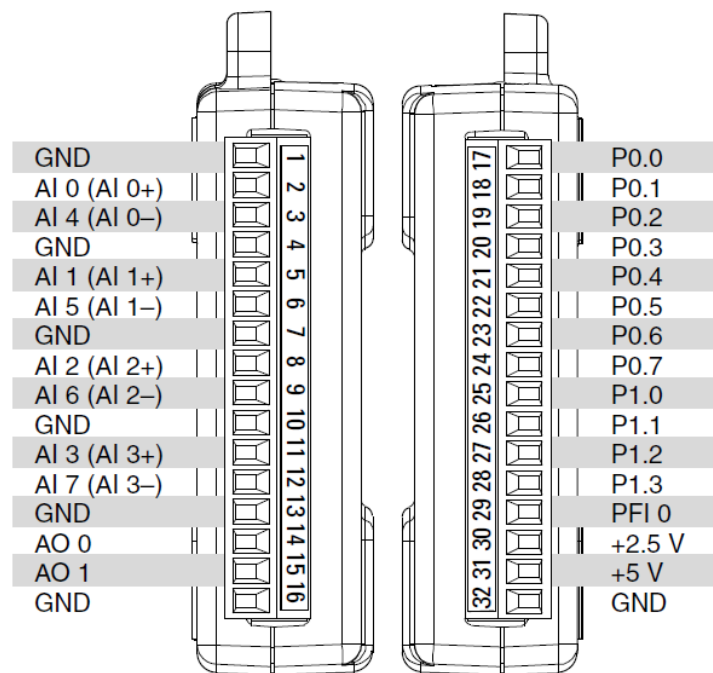 GND 1 17 P0.0
AI 0 (AI 0+) 2 18 P0.1
AI 4 (AI 0–) 3 19 P0.2
GND 4 20 P0.3
AI 1 (AI 1+) 5 21 P0.4
AI 5 (AI 1–) 6 22 P0.5
GND 7 23 P0.6
AI 2 (AI 2+) 8 24 P0.7
AI 6 (AI 2–) 9 25 P1.0
GND 10 26 P1.1
AI 3 (AI 3+) 11 27 P1.2
AI 7 (AI 3–) 12 28 P1.3
GND 13 29 PFI 0
AO 0 14 30 +2.5 V
AO 1 15 31 +5 V
GND 16 32 GND